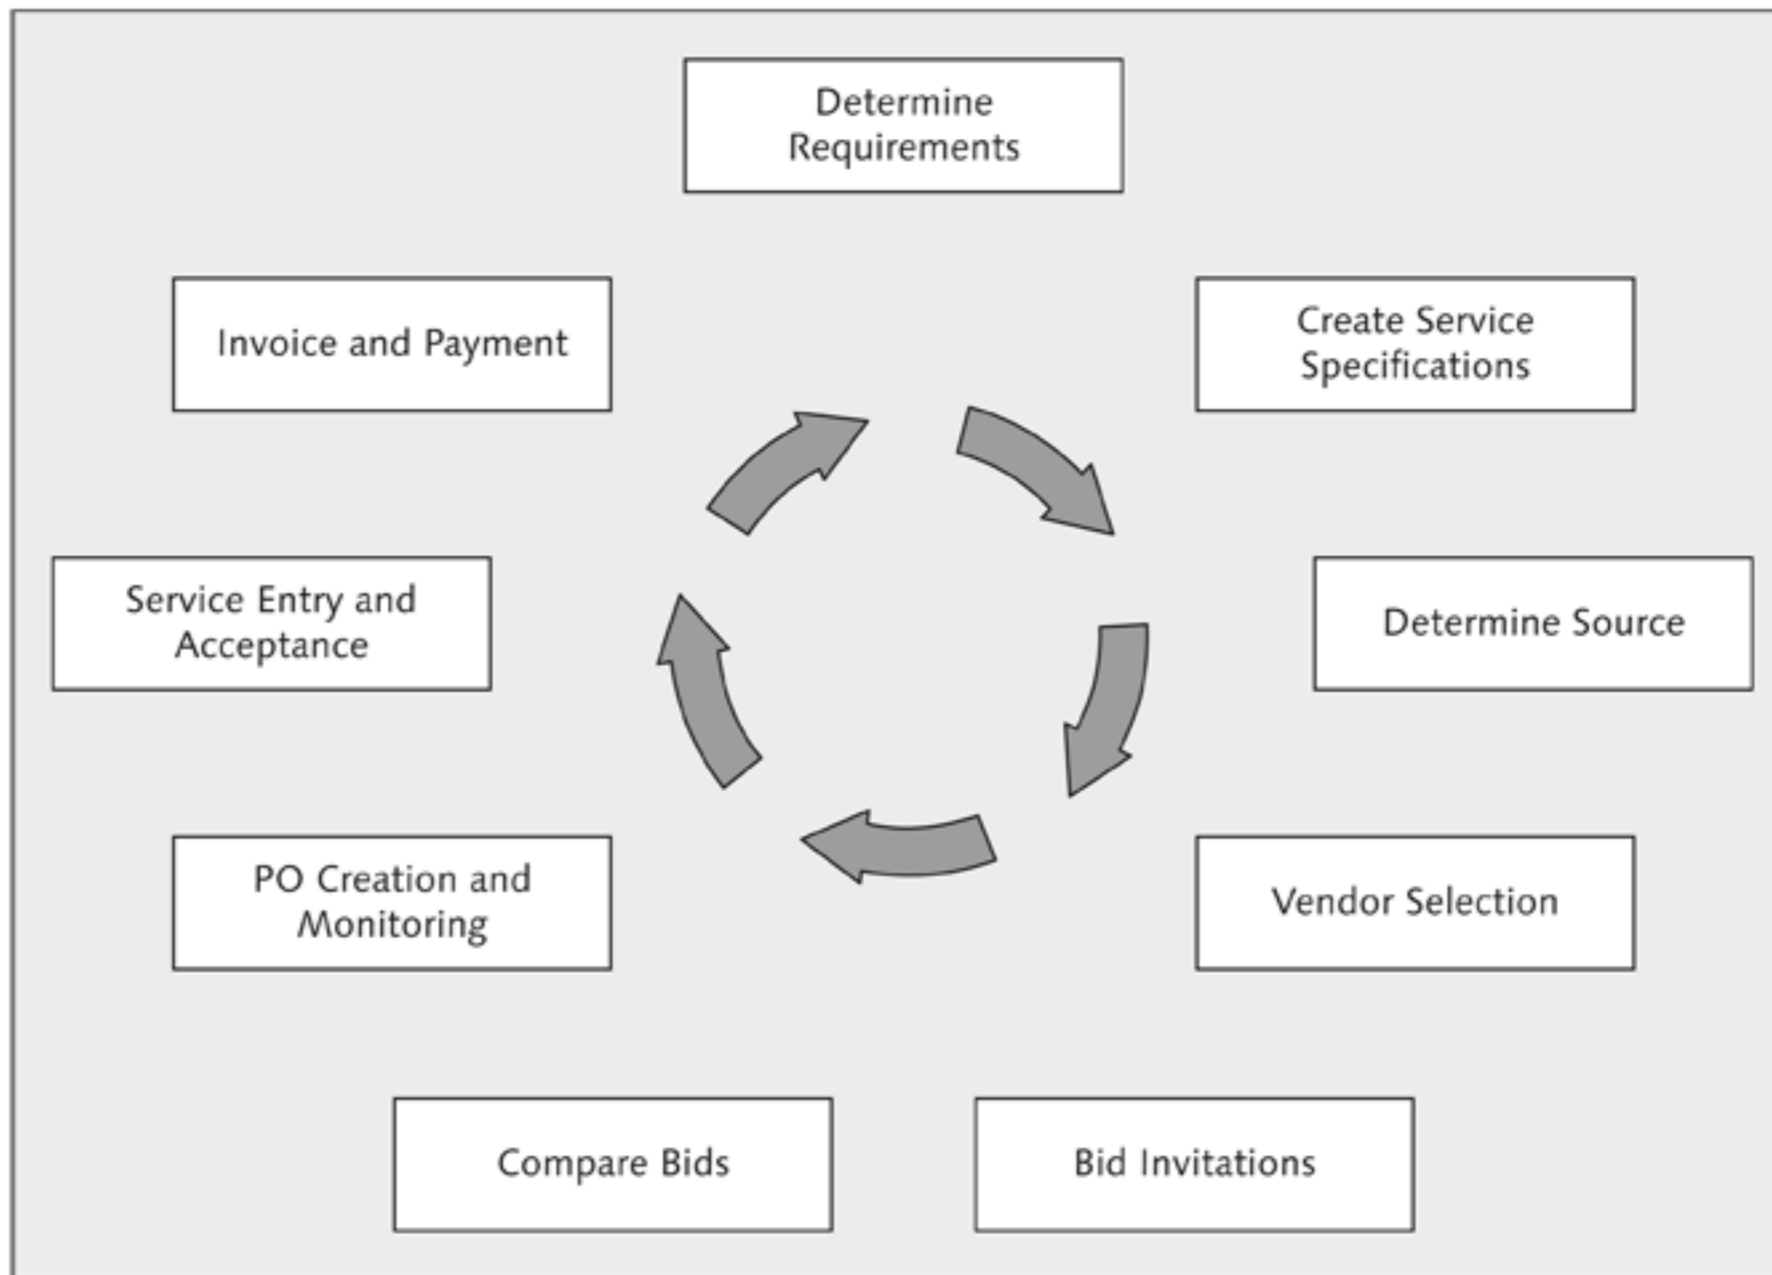 Determine
Requirements
Create Service
Specifications
Determine Source
Vendor Selection
Bid Invitations
Compare Bids
PO Creation and
Monitoring
Service Entry and
Acceptance
Invoice and Payment